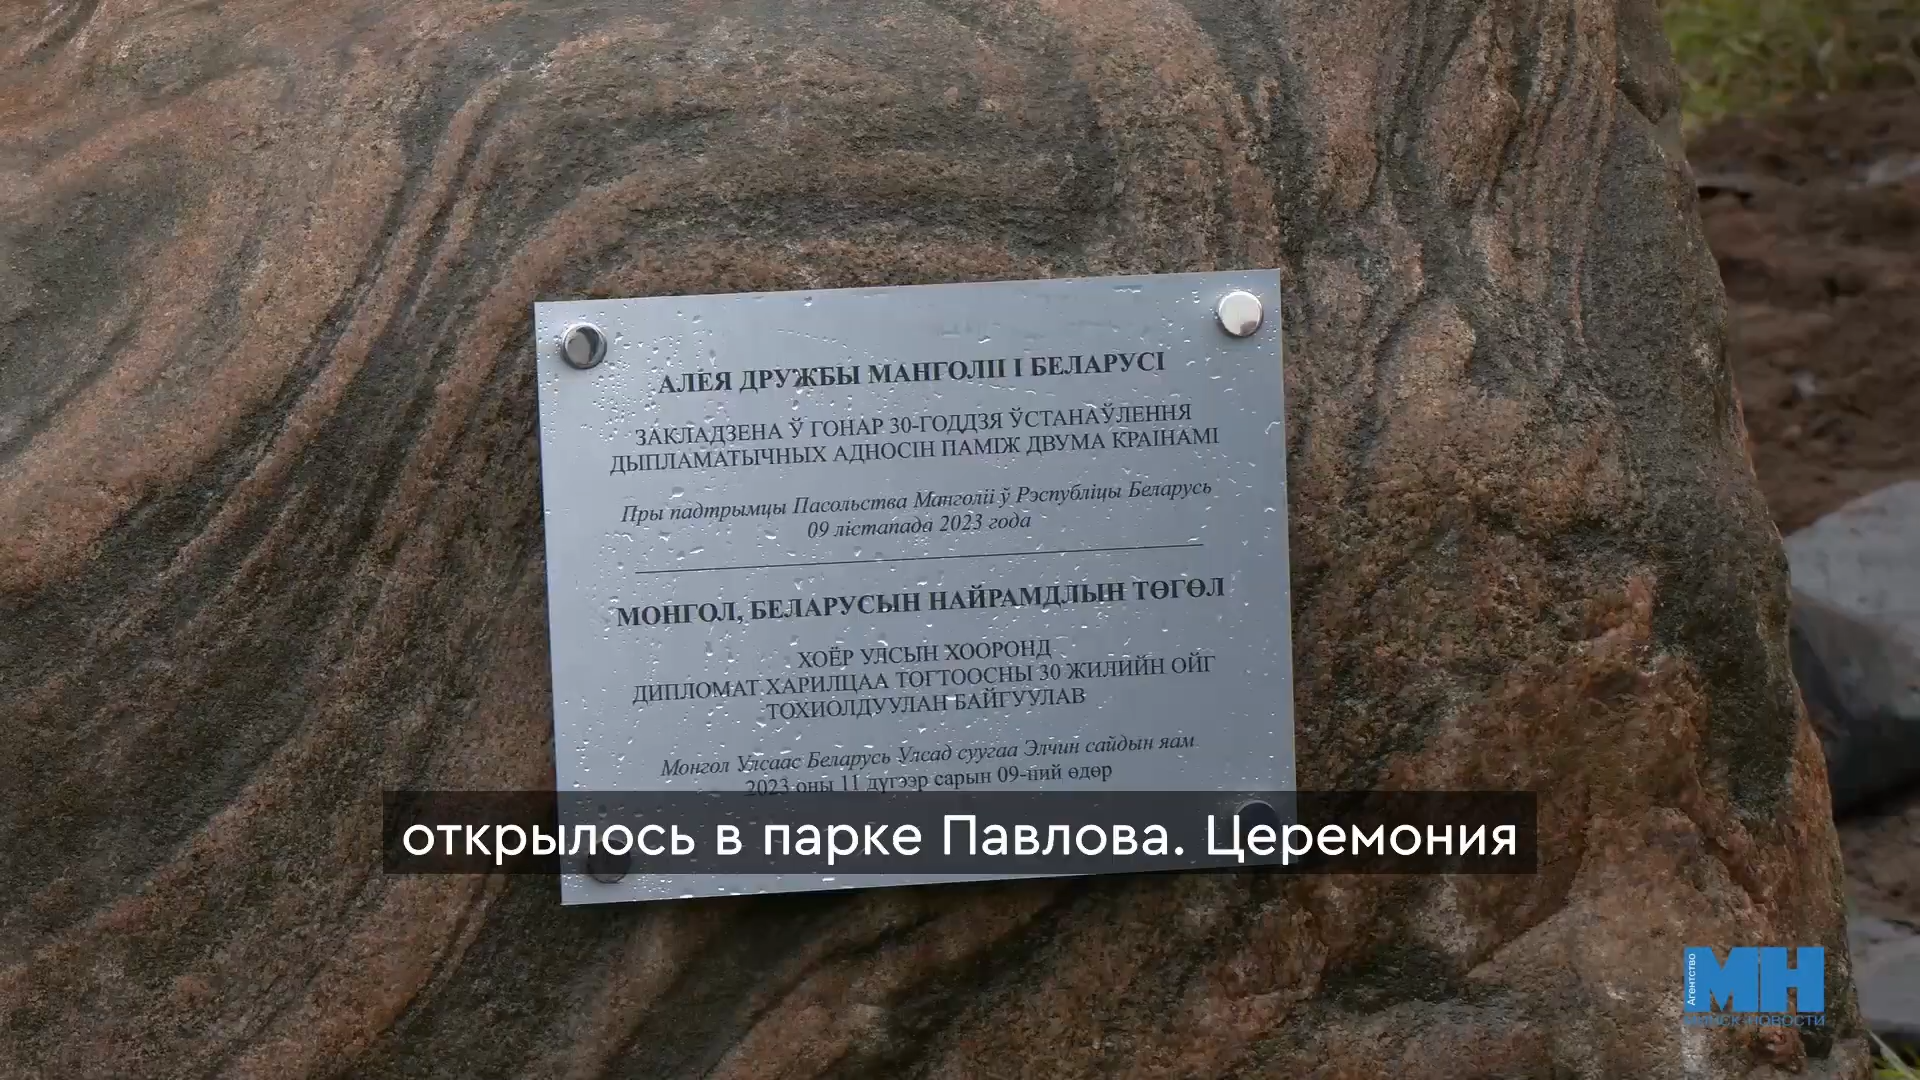 АЛЕЯ ДРУЖБЫ МАНГОЛІІ І БЕЛАРУСІ
ЗАКЛАДЗЕНА Ў ГОНАР 30-ГОДДЗЯ ЎСТАНАЎЛЕННЯ
ДЫПЛАМАТЫЧНЫХ АДНОСІН ПАМІЖ ДВУМА КРАІНАМІ
Пры падтрымцы Пасольства Манголіі ў Рэспубліцы Беларусь
09 лістапада 2023 года
МОНГОЛ, БЕЛАРУСЫН НАЙРАМДЛЫН ТӨГӨЛ
ХОЁР УЛСЫН ХООРОНД
ДИПЛОМАТ ХАРИЛЦАА ТОГТООСНЫ 30 ЖИЛИЙН ОЙГ
ТОХИОЛДУУЛАН БАЙГУУЛАВ
Монгол Улсаас Беларусь Улсад суугаа Элчин сайдын яам
2023 оны 11 дүгээр сарын 09-ний өдөр
открылось в парке Павлова. Церемония
Агентство
МН
МИНСК-НОВОСТИ